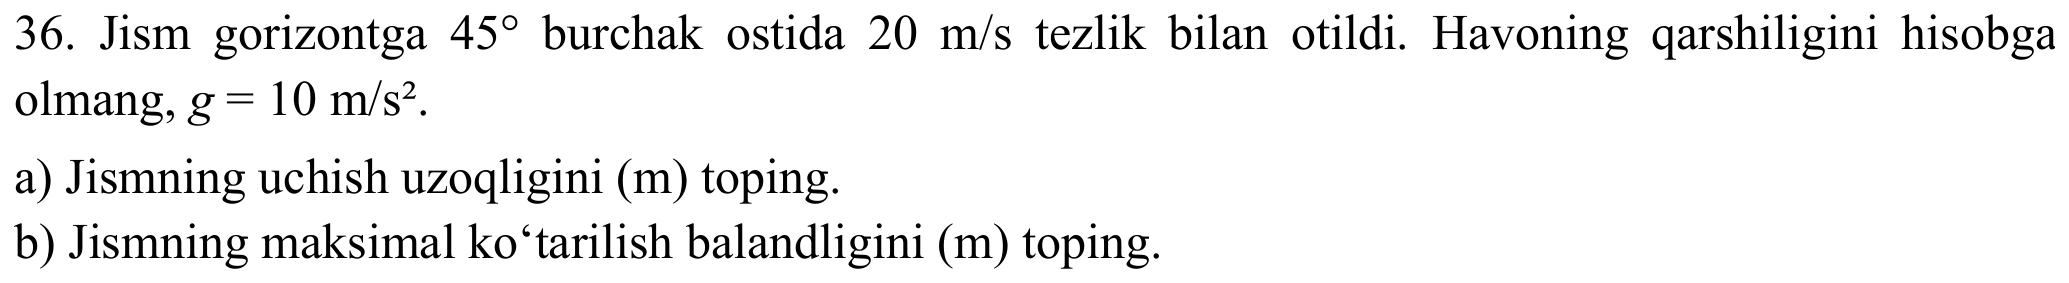 36. Jism gorizontga 45° burchak ostida 20 m/s tezlik bilan otildi. Havoning qarshiligini hisobga
olmang, g = 10 m/s².
a) Jismning uchish uzoqligini (m) toping.
b) Jismning maksimal ko‘tarilish balandligini (m) toping.